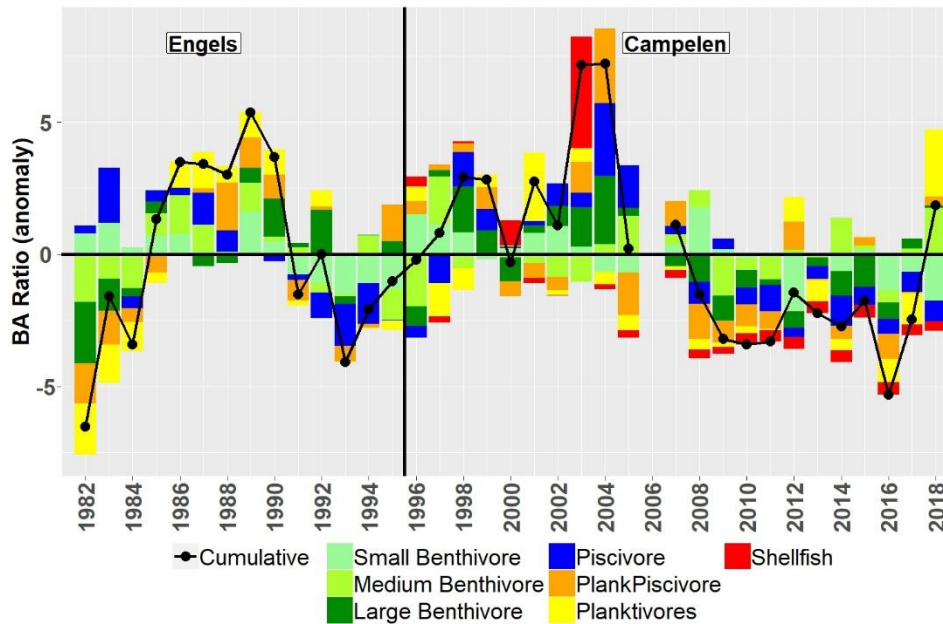 Engels
Campelen
BA Ratio (anomaly)
5
0
-5
1982
1984
1986
1988
1990
1992
1994
1996
1998
2000
2002
2004
2006
2008
2010
2012
2014
2016
2018
Cumulative
Small Benthivore
Piscivore
Shellfish
Medium Benthivore
PlankPiscivore
Large Benthivore
Planktivores